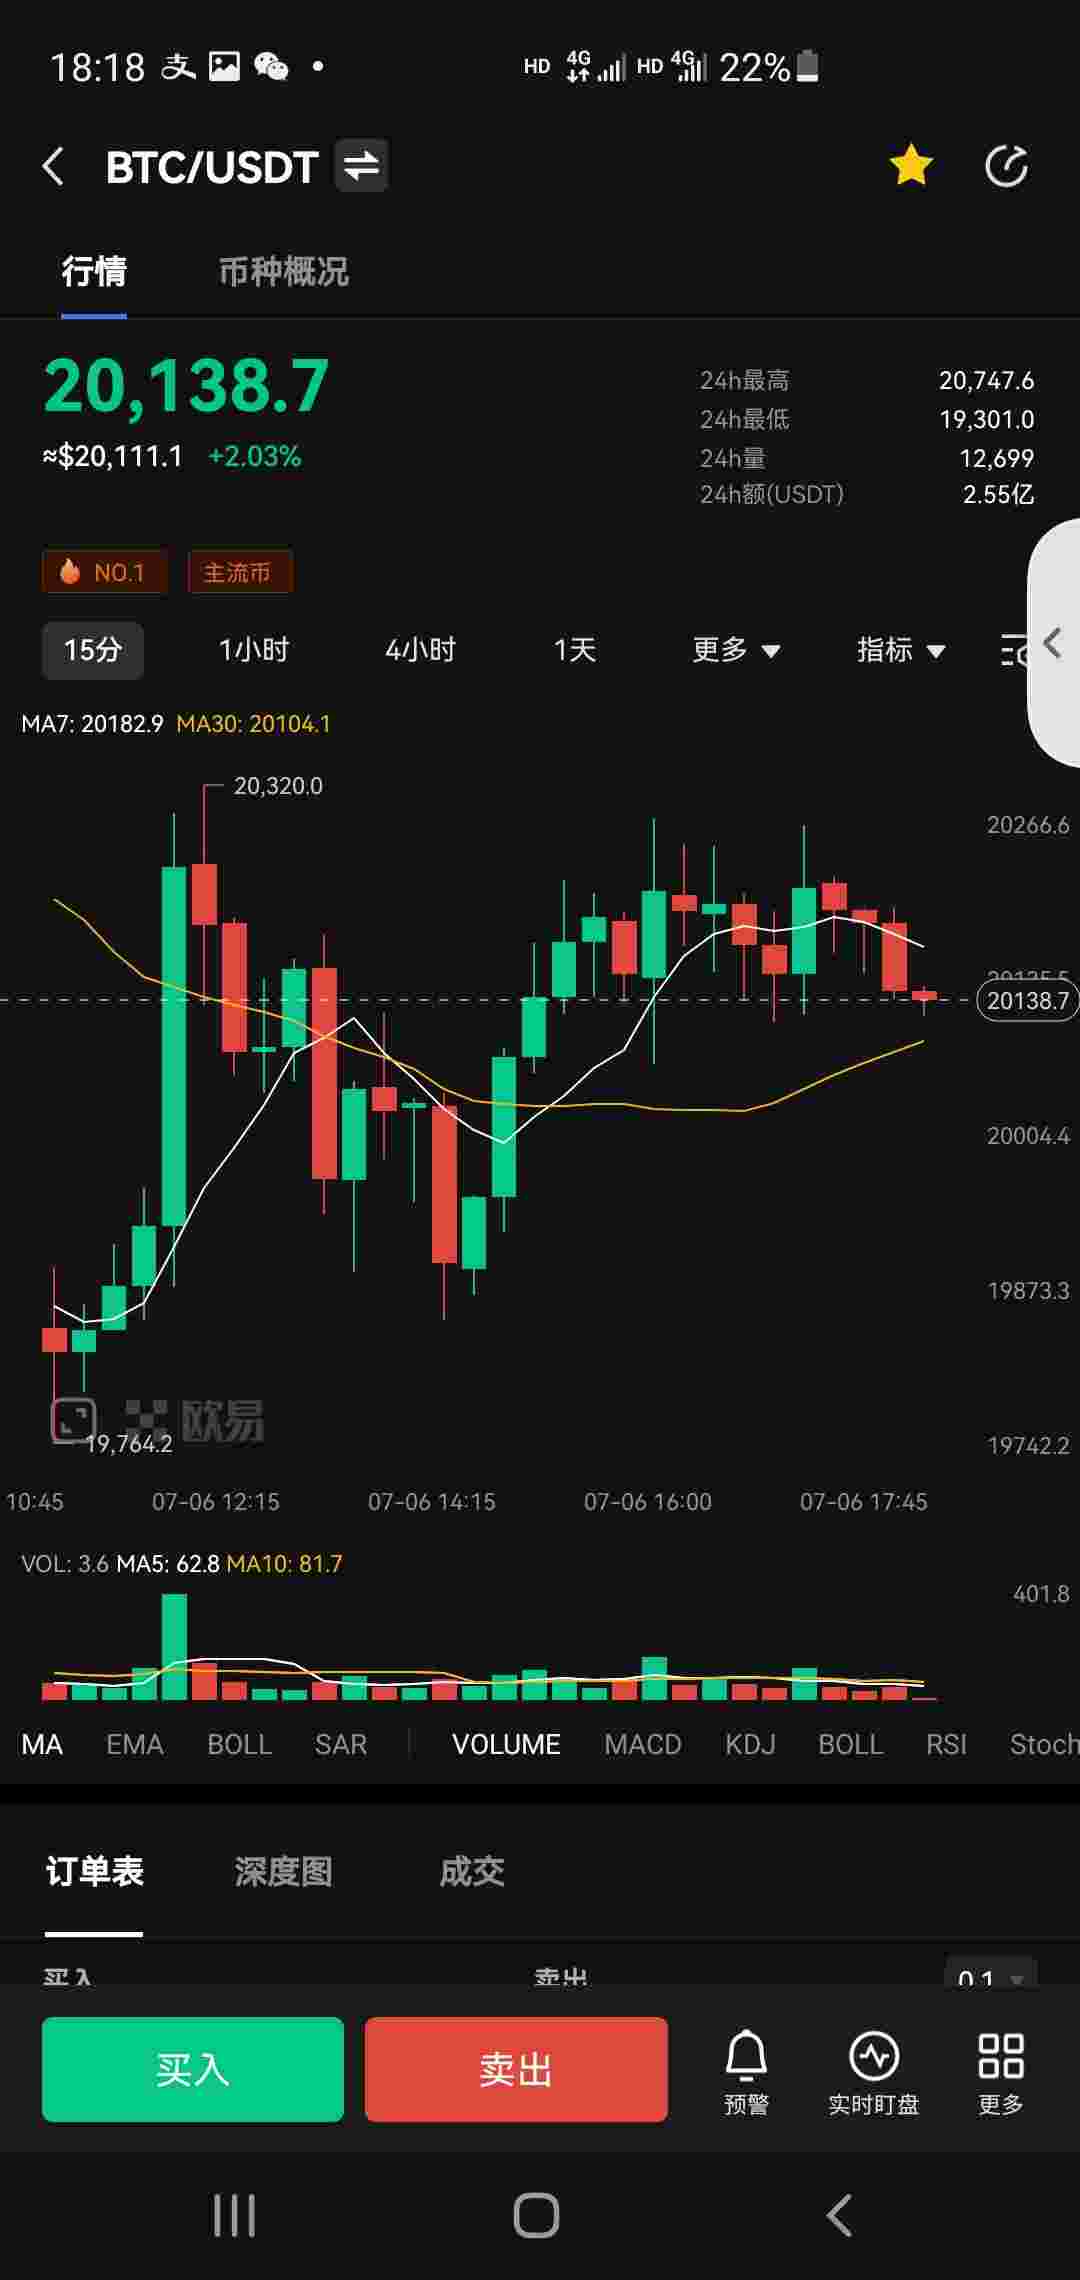 18:18 支 HD 4G HD 4G 22%
BTC/USDT
行情 币种概况
20,138.7
≈$20,111.1 +2.03%
24h最高 20,747.6
24h最低 19,301.0
24h量 12,699
24h额(USDT) 2.55亿
NO.1 主流币
15分 1小时 4小时 1天 更多 指标
MA7: 20182.9 MA30: 20104.1
20,320.0
20266.6
20135.5
20138.7
20004.4
19873.3
欧易
19,764.2
19742.2
10:45 07-06 12:15 07-06 14:15 07-06 16:00 07-06 17:45
VOL: 3.6 MA5: 62.8 MA10: 81.7
401.8
MA EMA BOLL SAR VOLUME MACD KDJ BOLL RSI Stoch
订单表 深度图 成交
买入 卖出 0.1
买入 卖出 预警 实时盯盘 更多